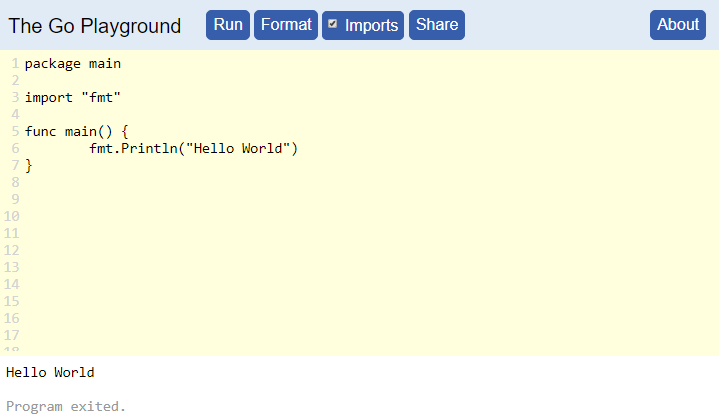 The Go Playground Run Format Imports Share About
1 package main
2
3 import "fmt"
4
5 func main() {
6         fmt.Println("Hello World")
7 }
8
9
10
11
12
13
14
15
16
17
18
Hello World
Program exited.